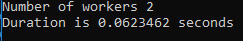 Number of workers 2
Duration is 0.0623462 seconds